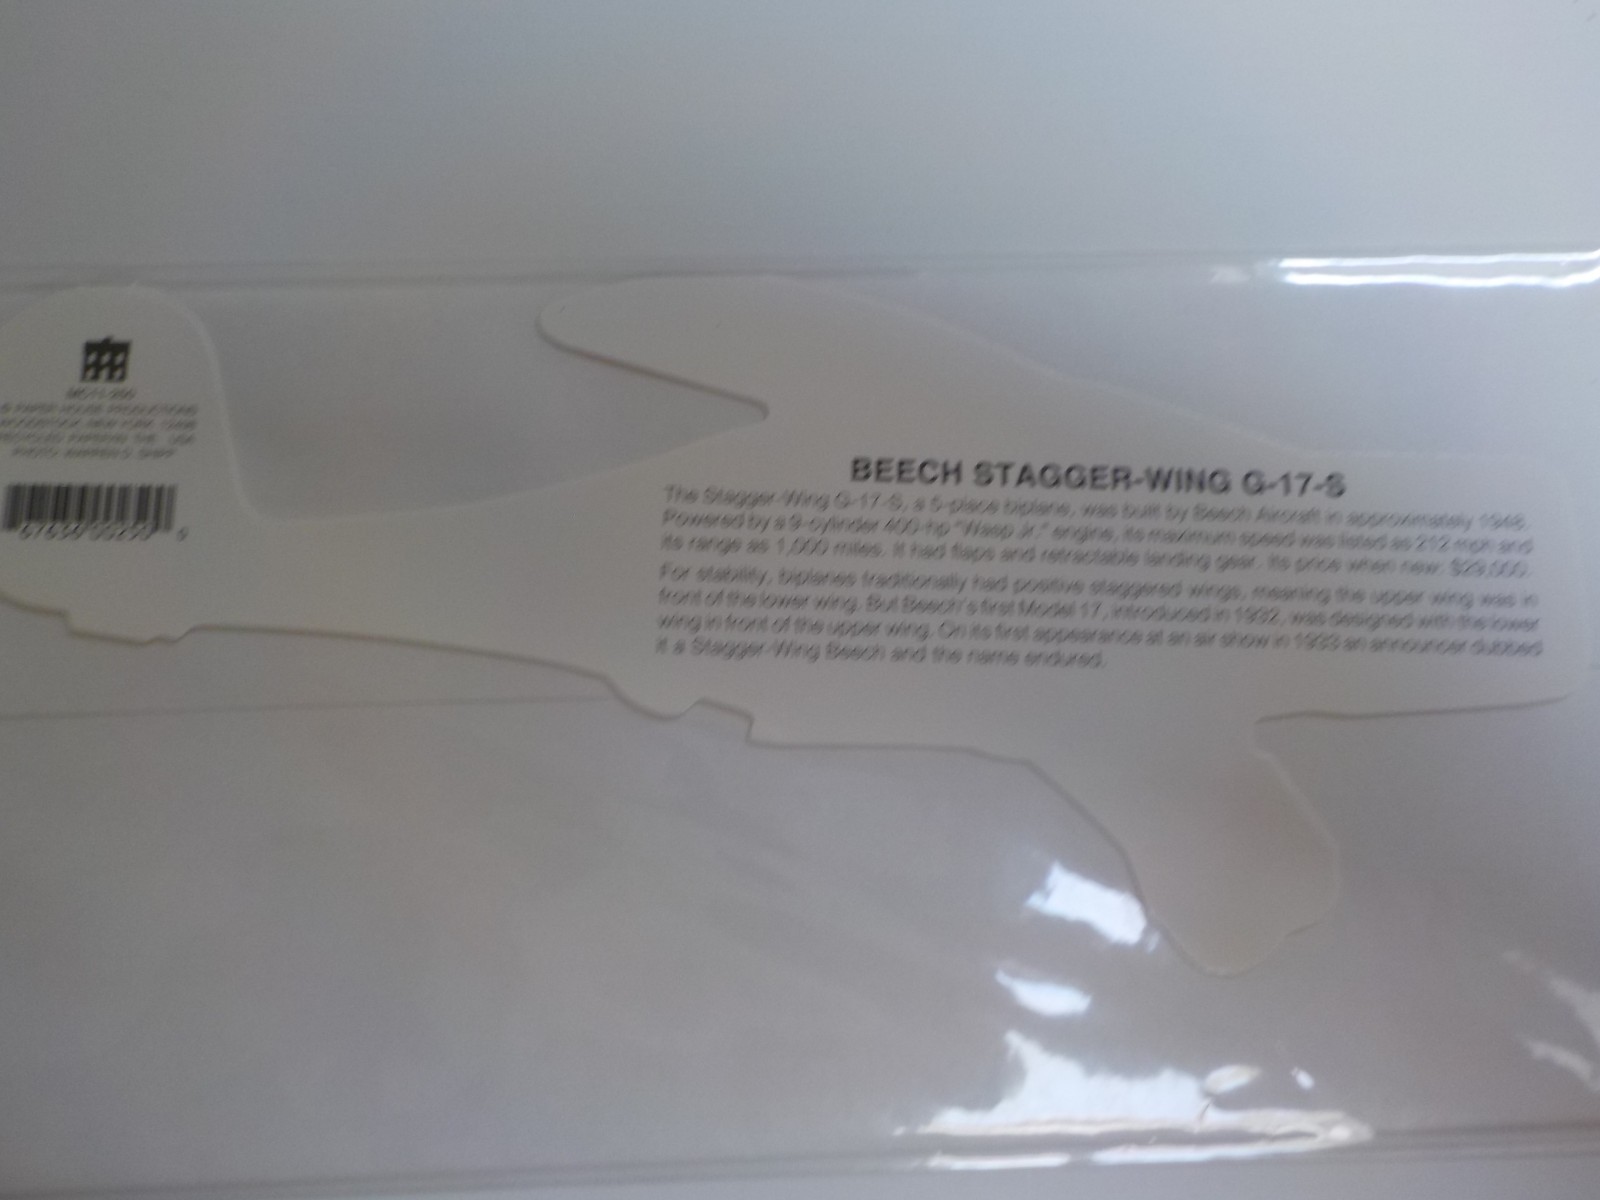 PAPER HOUSE PRODUCTIONS
WOODSTOCK, NEW YORK
BEECH STAGGER-WING G-17-S
The Stagger-Wing G-17-S, a 5-place biplane, was built by Beech Aircraft in approximately 1946.
Powered by a 9-cylinder 400-hp "Wasp Jr." engine, its maximum speed was listed as 212 mph and
its range as 1,000 miles. It had flaps and retractable landing gear. Its price when new: $29,000.
For stability, biplanes traditionally had positive staggered wings, meaning the upper wing was in
front of the lower wing. But Beech's first Model 17, introduced in 1932, was designed with the lower
wing in front of the upper wing. On its first appearance at an air show in 1933 an announcer dubbed
it a Stagger-Wing Beech and the name endured.